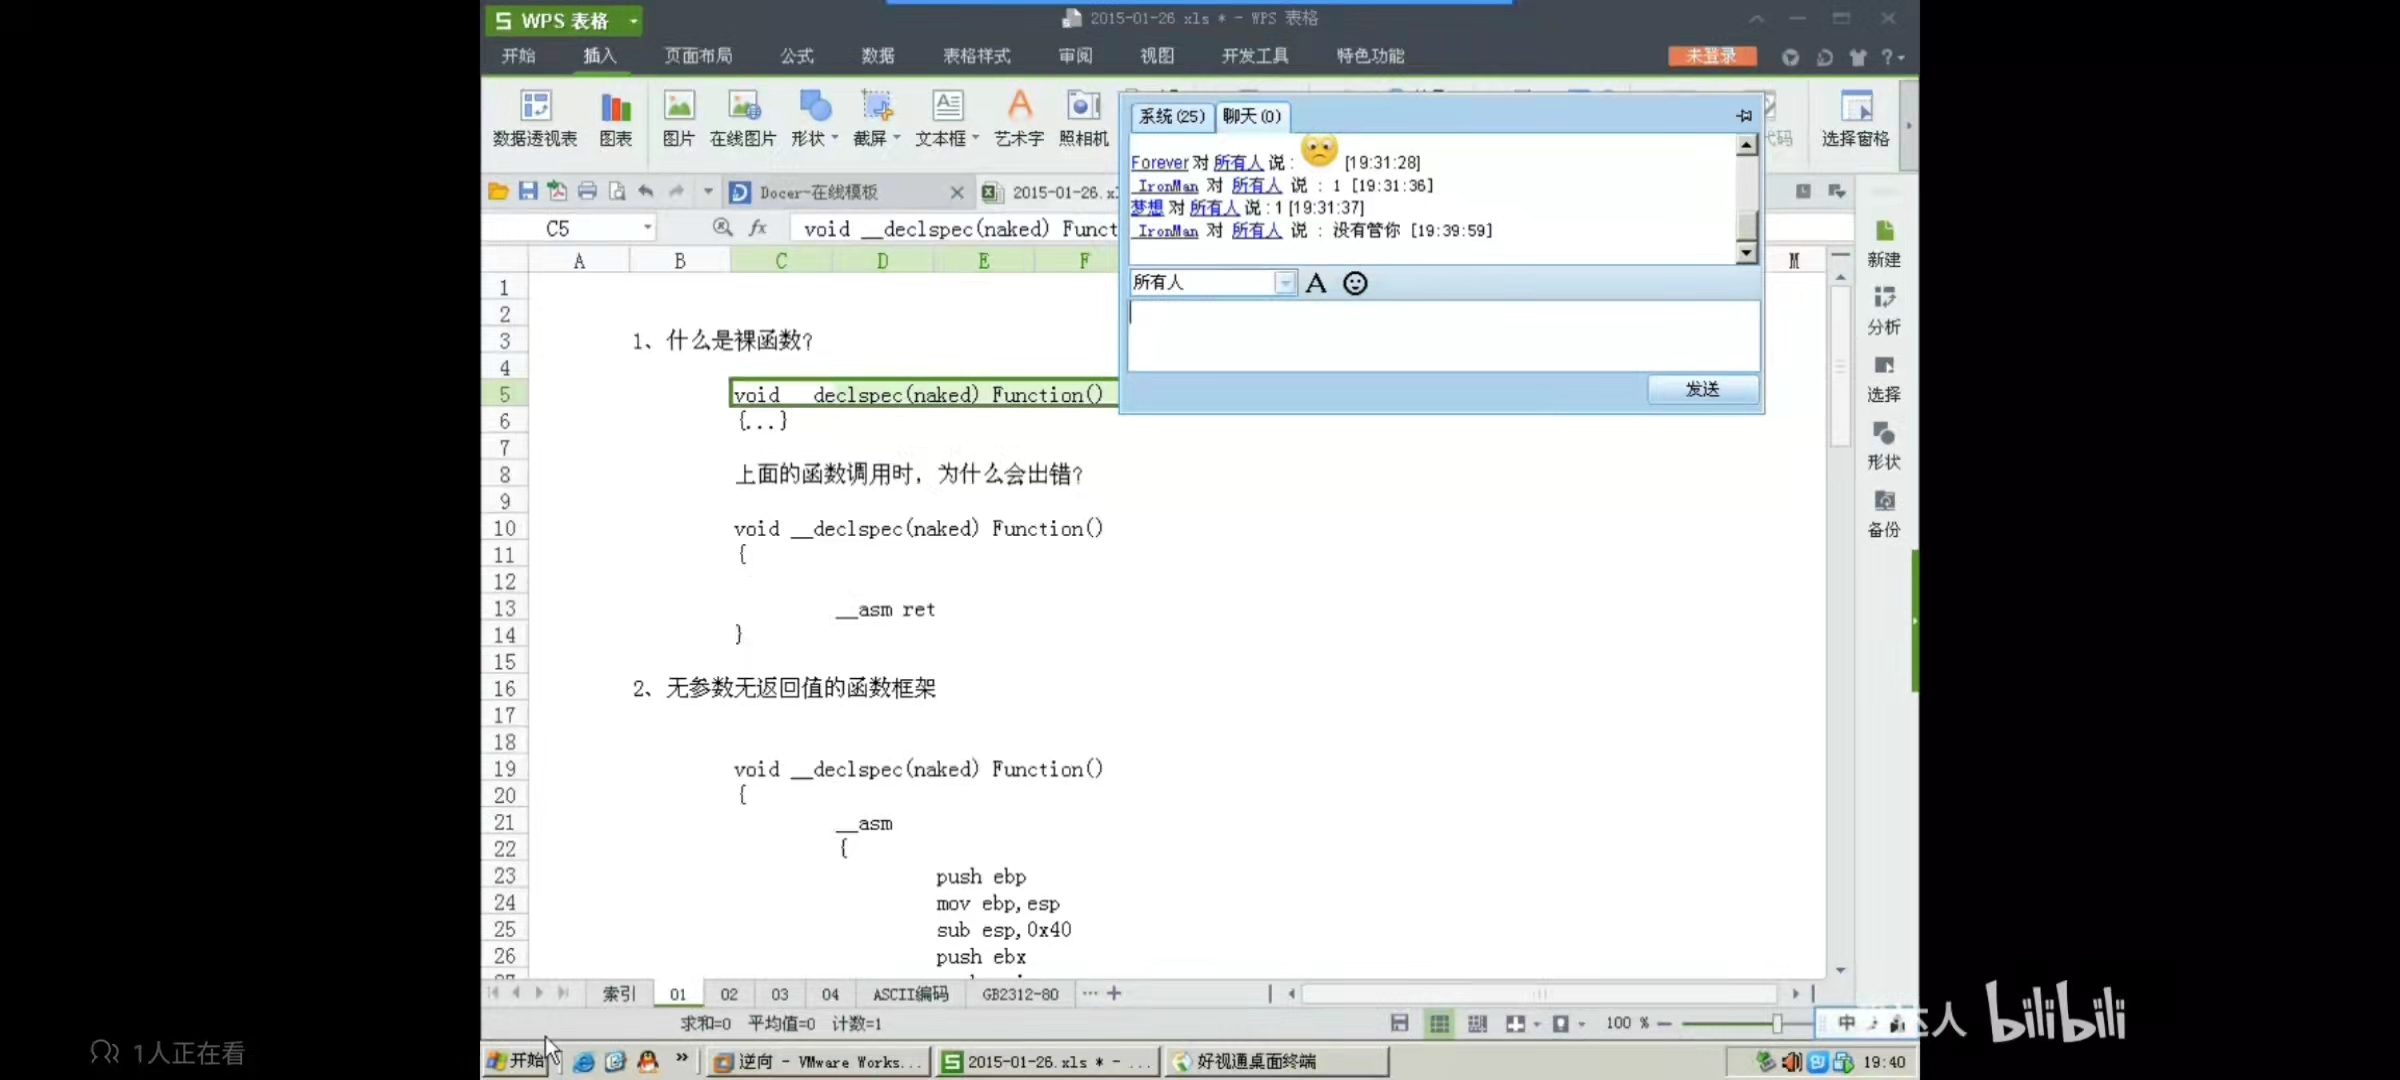 WPS 表格
2015-01-26 xls * - WPS 表格
开始 插入 页面布局 公式 数据 表格样式 审阅 视图 开发工具 特色功能 未登录 ?
数据透视表 图表 图片 在线图片 形状 截屏 文本框 艺术字 照相机 选择窗格
Docer-在线模板 2015-01-26.x
C5 fx void __declspec(naked) Funct
系统(25) 聊天(0)
Forever 对 所有人 说: [19:31:28]
IronMan 对 所有人 说 : 1 [19:31:36]
梦想 对 所有人 说:1 [19:31:37]
IronMan 对 所有人 说 : 没有管你 [19:39:59]
所有人 A
发送
A B C D E F M
1
2
3 1、什么是裸函数?
4
5 void __declspec(naked) Function()
6 {...}
7
8 上面的函数调用时，为什么会出错?
9
10 void __declspec(naked) Function()
11 {
12
13 __asm ret
14 }
15
16 2、无参数无返回值的函数框架
17
18
19 void __declspec(naked) Function()
20 {
21 __asm
22 {
23 push ebp
24 mov ebp,esp
25 sub esp,0x40
26 push ebx
新建
分析
选择
形状
备份
索引 01 02 03 04 ASCII编码 GB2312-80 ... +
求和=0 平均值=0 计数=1 100 % 中
达人 bilibili
1人正在看
开始 » 逆向 - VMware Works... 2015-01-26.xls * - ... 好视通桌面终端 19:40